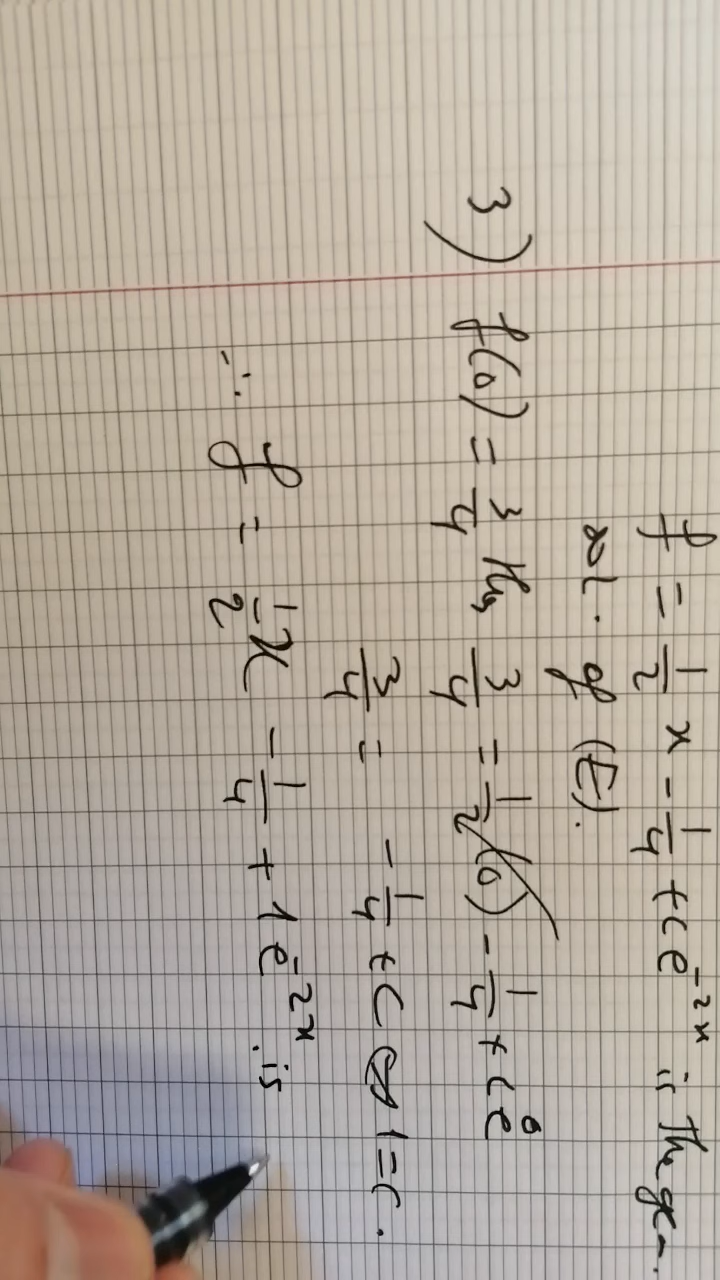 f = 1/2 x - 1/4 + ce^-2x is the gen.
sol. of (E).
3) f(0) = 3/4 thus 3/4 = 1/2(0) - 1/4 + ce^0
3/4 = - 1/4 + c ⇔ 1 = c.
∴ f = 1/2 x - 1/4 + 1e^-2x. is